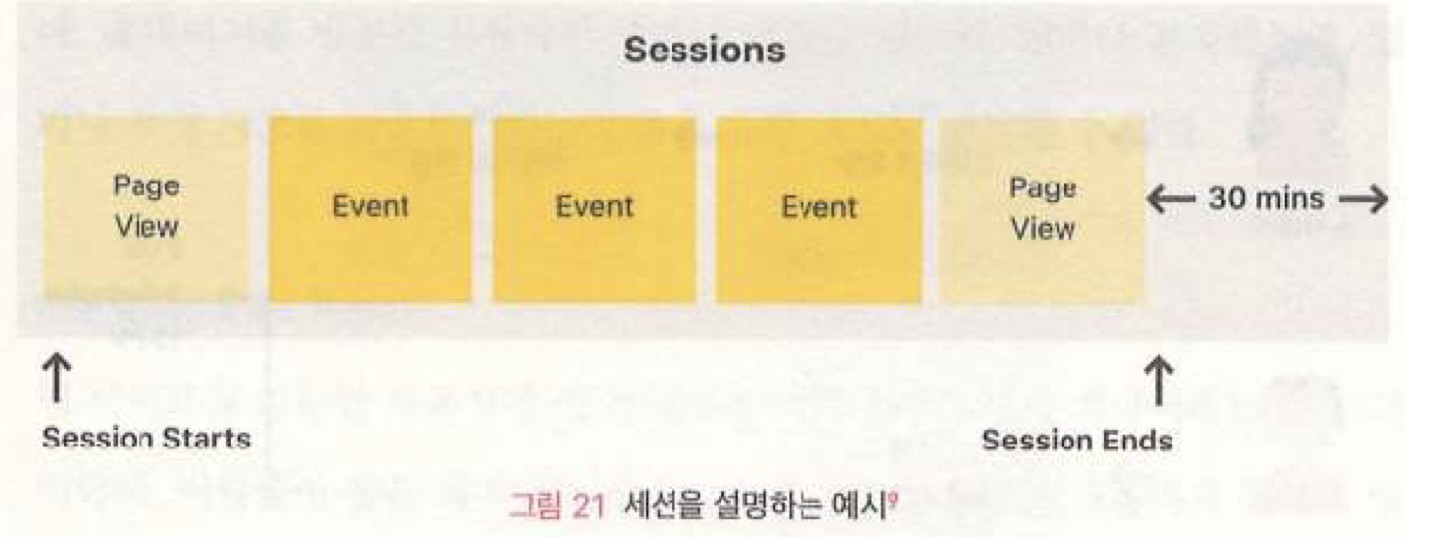 Sessions
Page
View
Event
Event
Event
Page
View
← 30 mins →
↑
↑
Session Starts
Session Ends
그림 21 세션을 설명하는 예시⁹